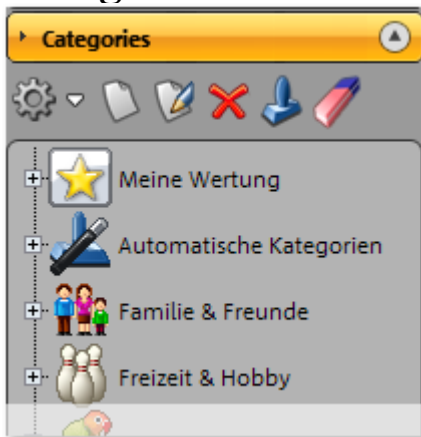 Categories
Meine Wertung
Automatische Kategorien
Familie & Freunde
Freizeit & Hobby